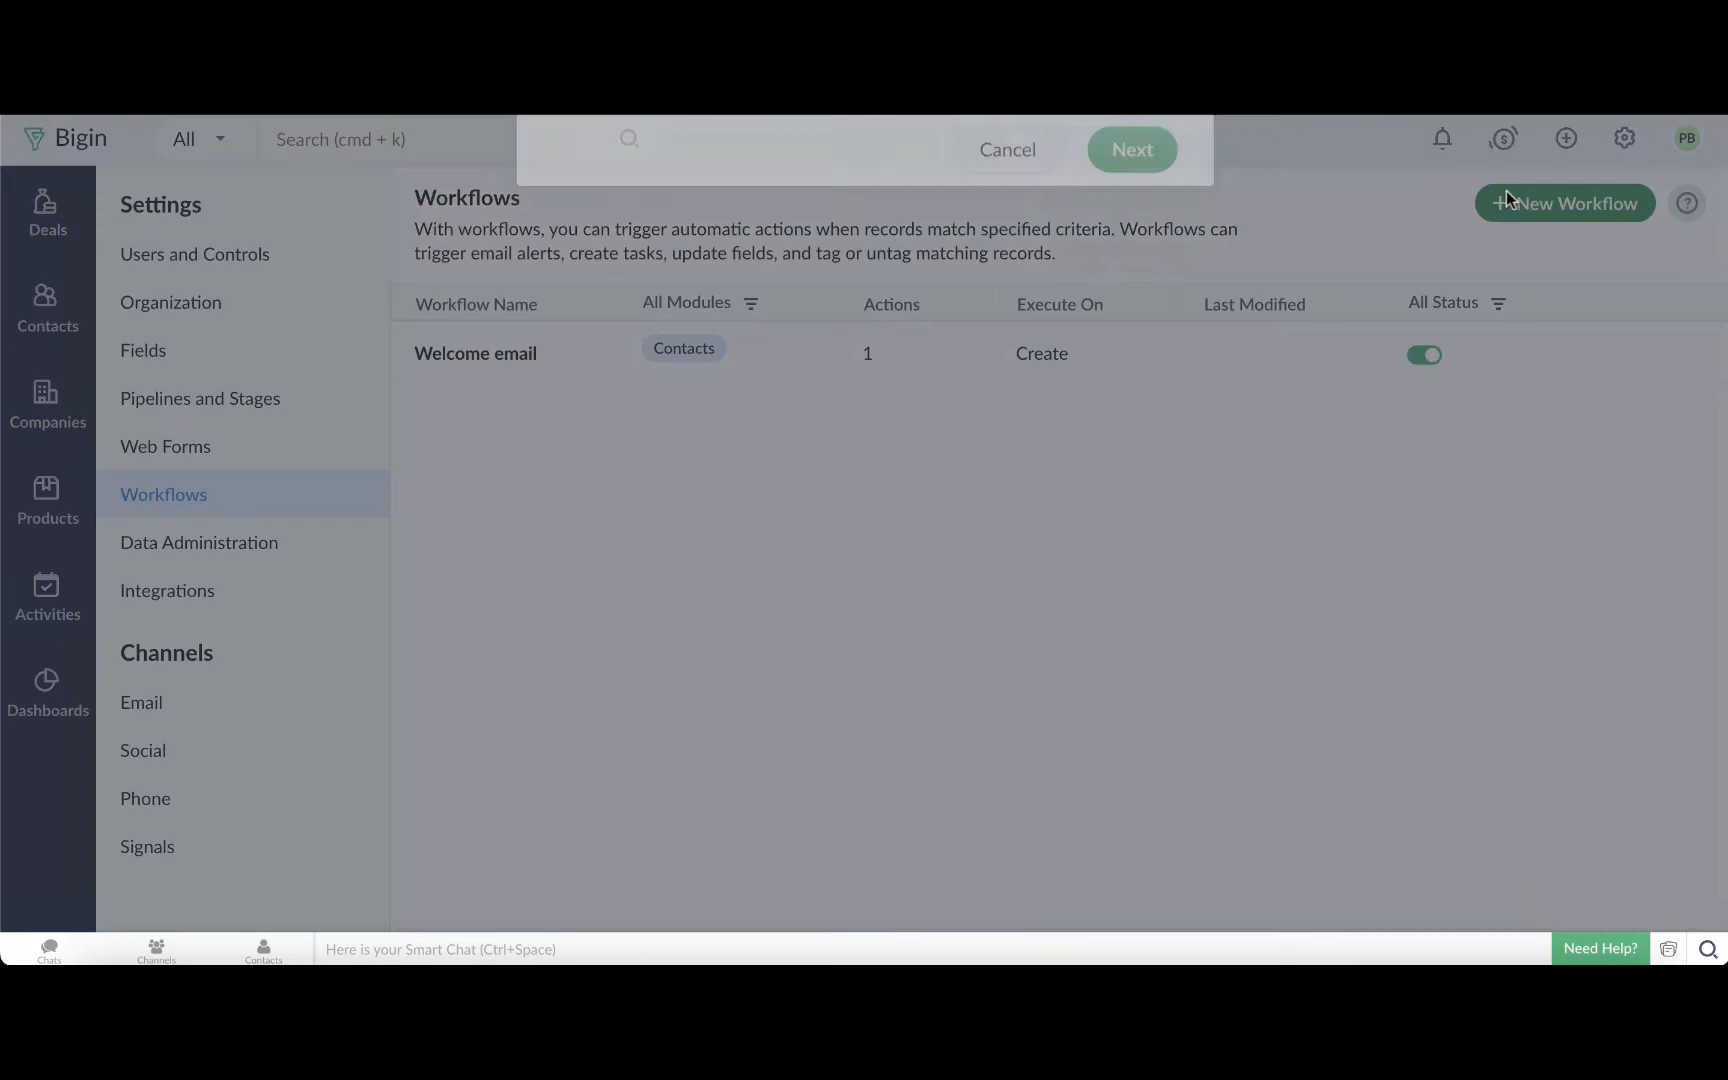 Bigin
All
Search (cmd + k)
Cancel
Next
PB
Deals
Contacts
Companies
Products
Activities
Dashboards
Settings
Users and Controls
Organization
Fields
Pipelines and Stages
Web Forms
Workflows
Data Administration
Integrations
Channels
Email
Social
Phone
Signals
Workflows
+ New Workflow
?
With workflows, you can trigger automatic actions when records match specified criteria. Workflows can
trigger email alerts, create tasks, update fields, and tag or untag matching records.
Workflow Name All Modules Actions Execute On Last Modified All Status
Welcome email Contacts 1 Create
Chats
Channels
Contacts
Here is your Smart Chat (Ctrl+Space)
Need Help?